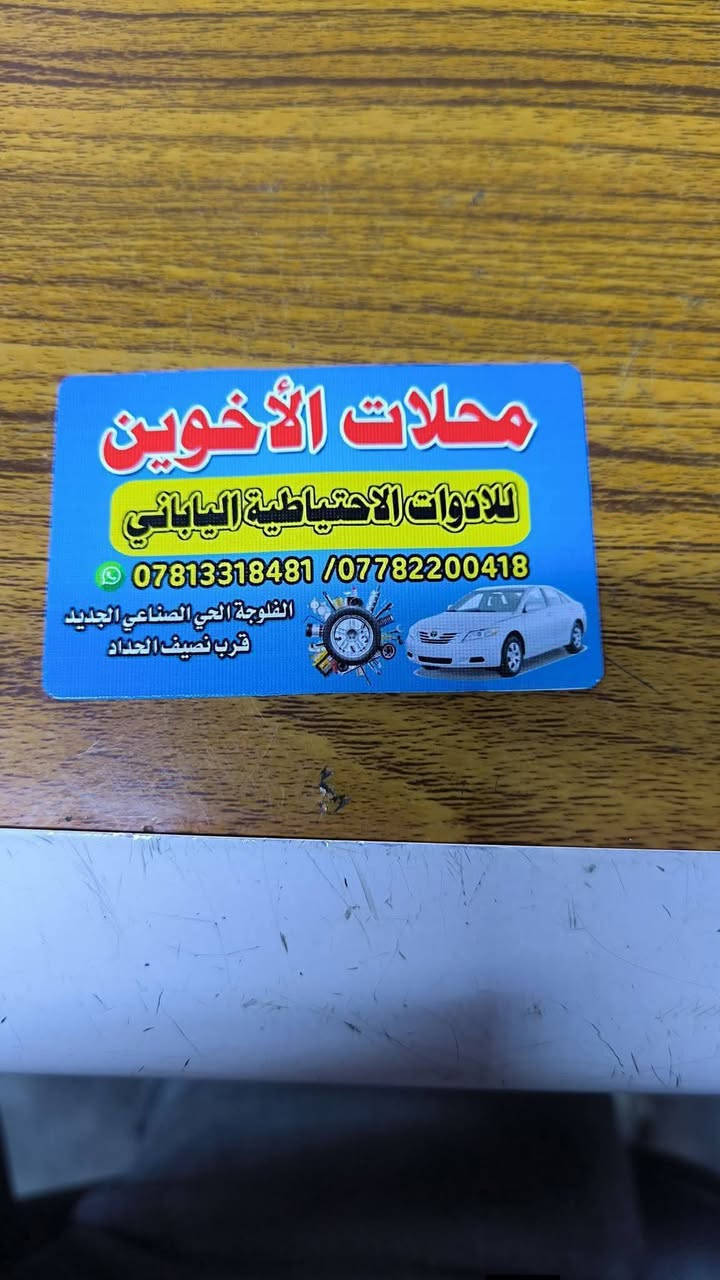 محلات الأخوين
للادوات الاحتياطية الياباني
07813318481 /07782200418
الفلوجة الحي الصناعي الجديد
قرب نصيف الحداد